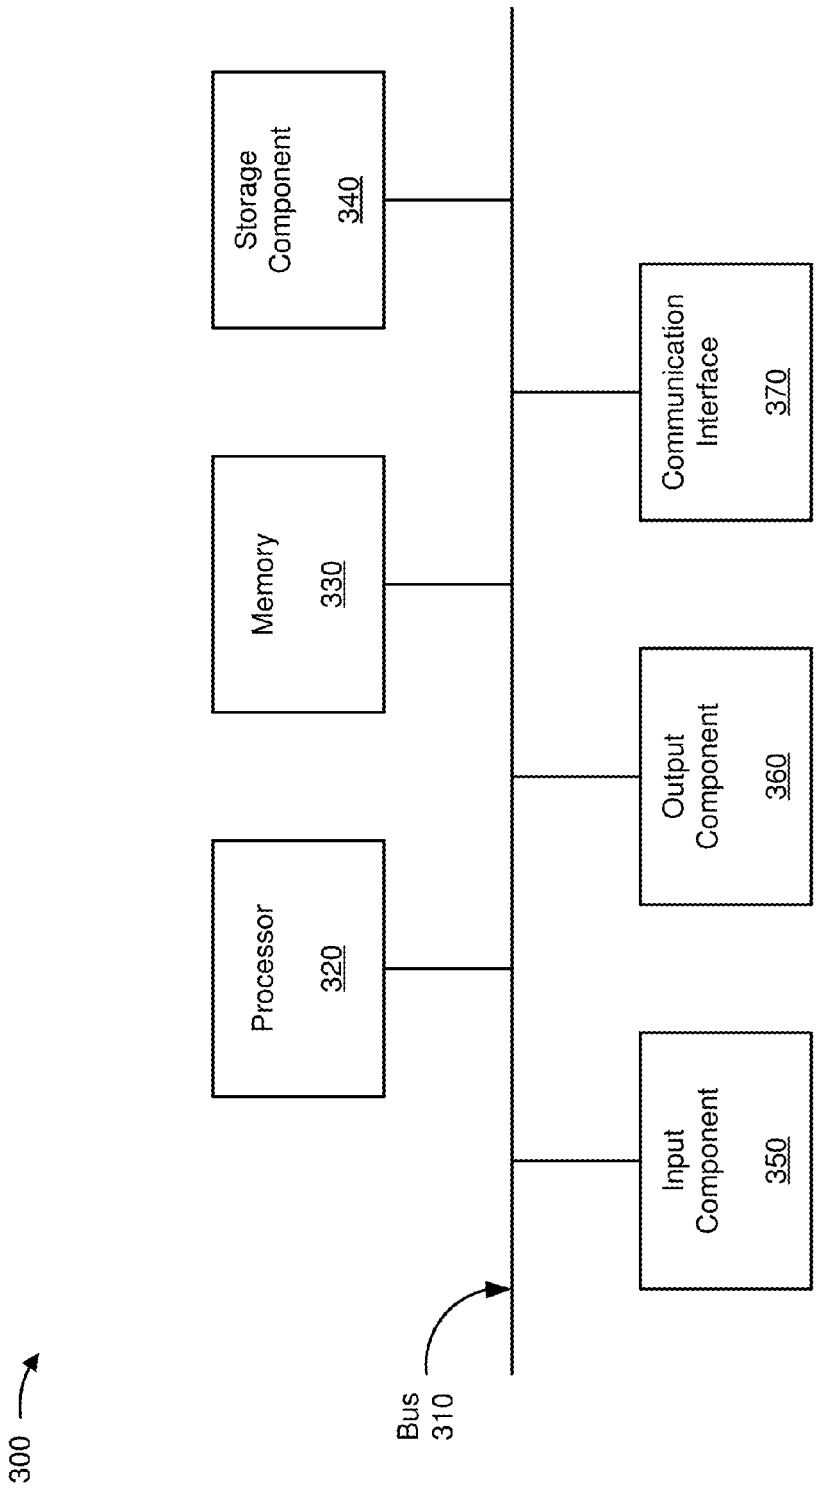 300
Bus
310
Processor
320
Memory
330
Storage
Component
340
Input
Component
350
Output
Component
360
Communication
Interface
370